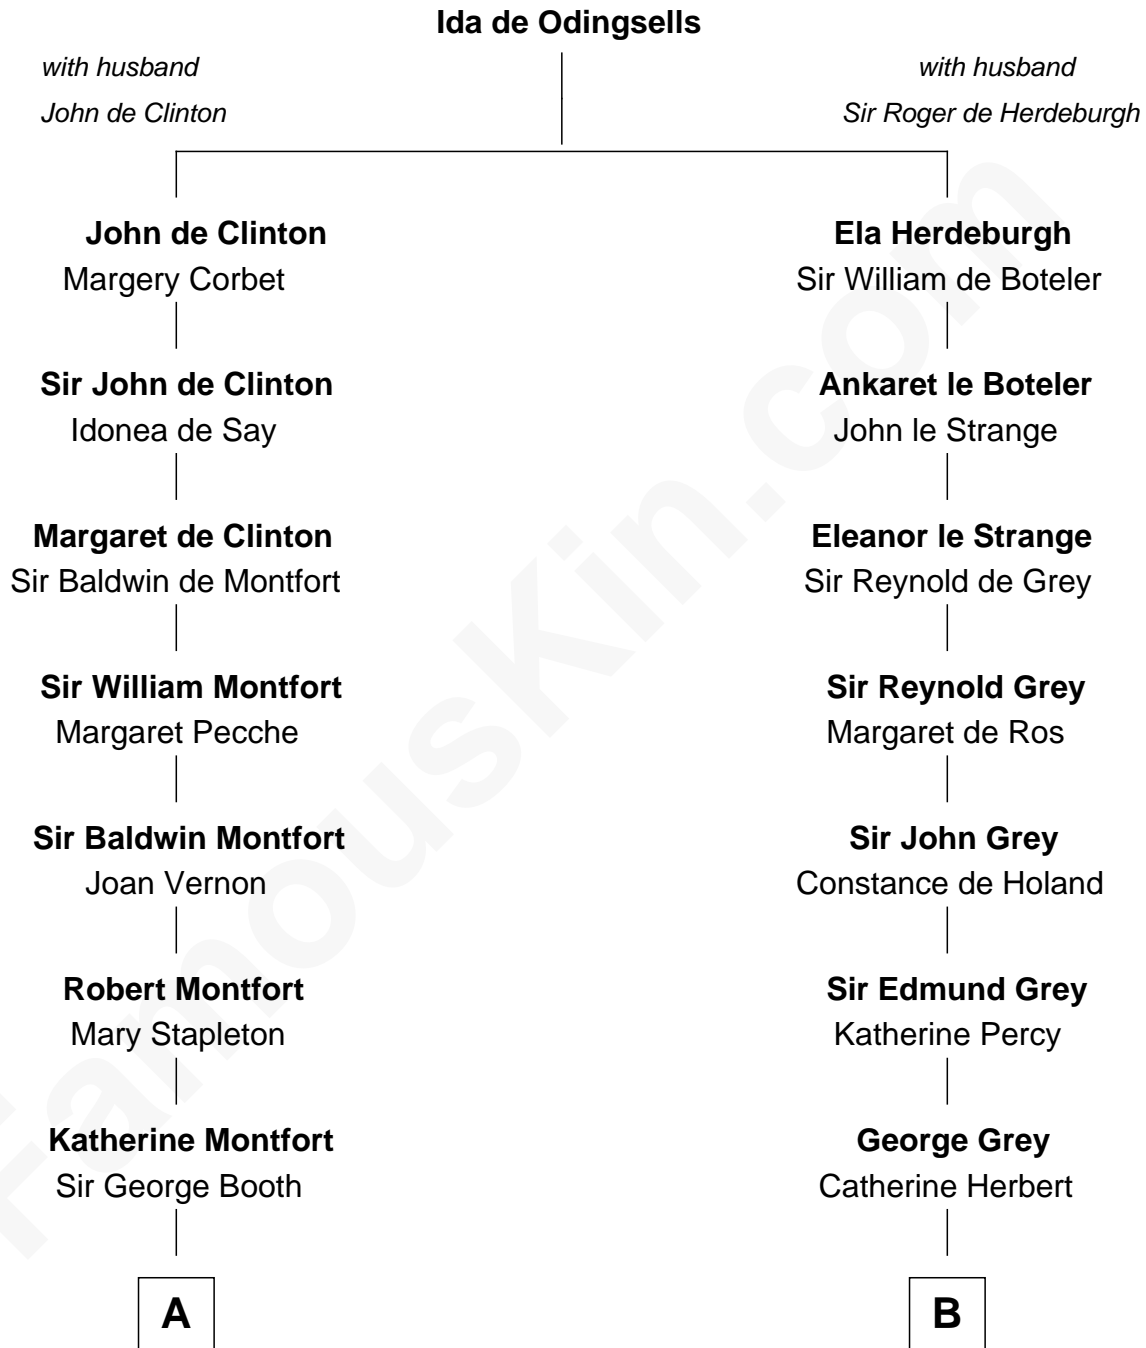 Ida de Odingsells
with husband
John de Clinton
with husband
Sir Roger de Herdeburgh
John de Clinton
Margery Corbet
Sir John de Clinton
Idonea de Say
Margaret de Clinton
Sir Baldwin de Montfort
Sir William Montfort
Margaret Pecche
Sir Baldwin Montfort
Joan Vernon
Robert Montfort
Mary Stapleton
Katherine Montfort
Sir George Booth
A
Ela Herdeburgh
Sir William de Boteler
Ankaret le Boteler
John le Strange
Eleanor le Strange
Sir Reynold de Grey
Sir Reynold Grey
Margaret de Ros
Sir John Grey
Constance de Holand
Sir Edmund Grey
Katherine Percy
George Grey
Catherine Herbert
B
FamousKin.com